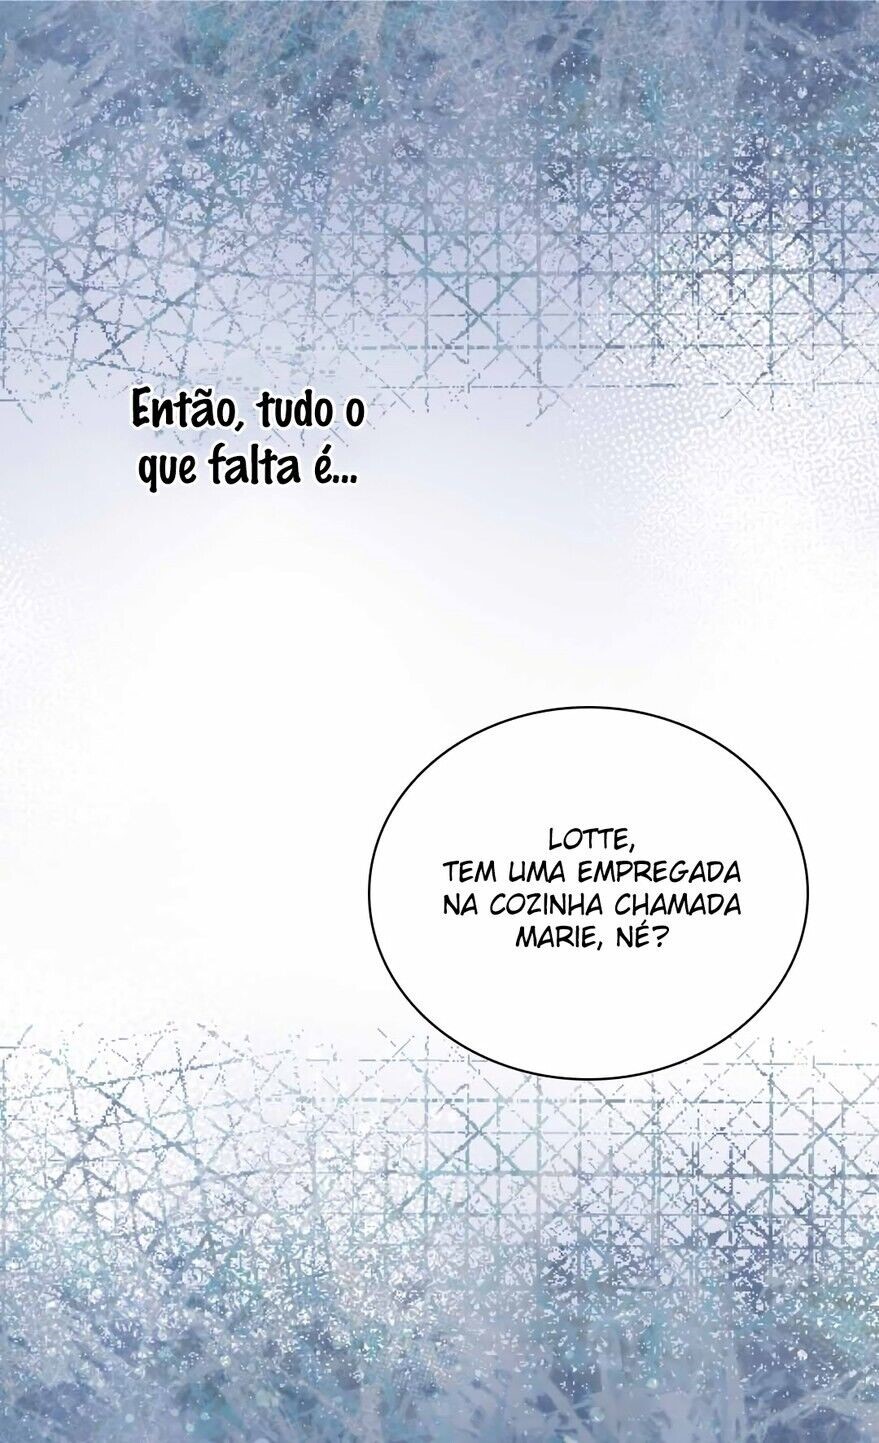 Então, tudo o
que falta é...
LOTTE,
TEM UMA EMPREGADA
NA COZINHA CHAMADA
MARIE, NÉ?